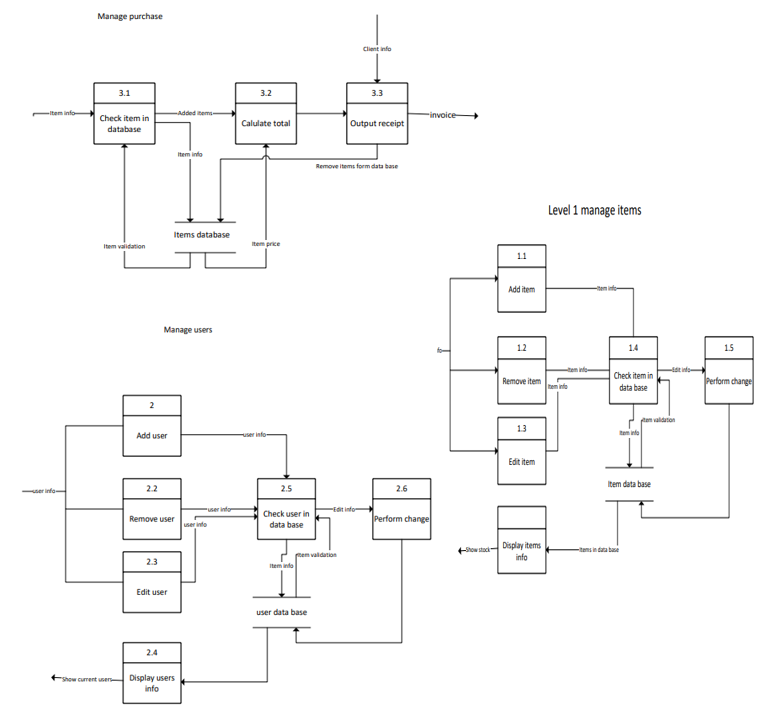 Manage purchase
Client info
3.1
3.2
3.3
Item info
Check item in
database
Added items
Calulate total
Output receipt
invoice
Item info
Remove Items form data base
Items database
Item validation
Item price
Level 1 manage items
1.1
Add item
Item info
fo
1.2
Remove item
Item info
1.4
Check item in
data base
Edit info
1.5
Perform change
Item info
1.3
Edit item
Item info
Item validation
Item data base
Display items
info
Show stock
Items in data base
Manage users
2
Add user
user info
user info
2.2
Remove user
user info
2.5
Check user in
data base
Edit info
2.6
Perform change
user info
2.3
Edit user
Item info
Item validation
user data base
2.4
Display users
info
Show current users